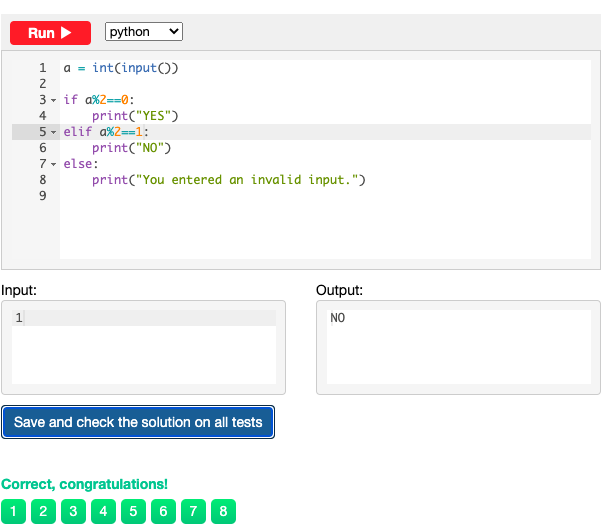 Run
python
1 a = int(input())
2
3 if a%2==0:
4 print("YES")
5 elif a%2==1:
6 print("NO")
7 else:
8 print("You entered an invalid input.")
9
Input:
Output:
1
NO
Save and check the solution on all tests
Correct, congratulations!
1 2 3 4 5 6 7 8